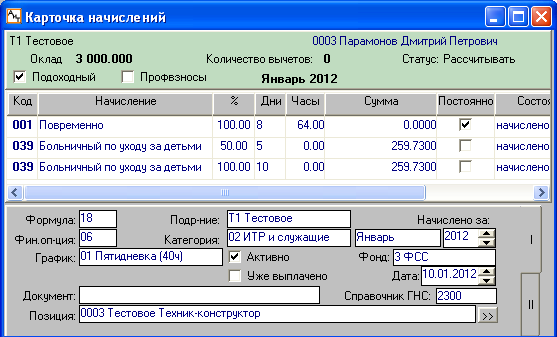 Карточка начислений
Т1 Тестовое 0003 Парамонов Дмитрий Петрович
Оклад 3 000.000 Количество вычетов: 0 Статус: Рассчитывать
Подоходный Профвзносы Январь 2012
Код Начисление % Дни Часы Сумма Постоянно Состо
001 Повременно 100.00 8 64.00 0.0000 начислено
039 Больничный по уходу за детьми 50.00 5 0.00 259.7300 начислено
039 Больничный по уходу за детьми 100.00 10 0.00 259.7300 начислено
Формула: 18 Подр-ние: Т1 Тестовое Начислено за:
Фин.оп-ция: 06 Категория: 02 ИТР и служащие Январь 2012
График: 01 Пятидневка (40ч) Активно Фонд: 3 ФСС
Уже выплачено Дата: 10.01.2012
Документ: Справочник ГНС: 2300
Позиция: 0003 Тестовое Техник-конструктор >>
I
II